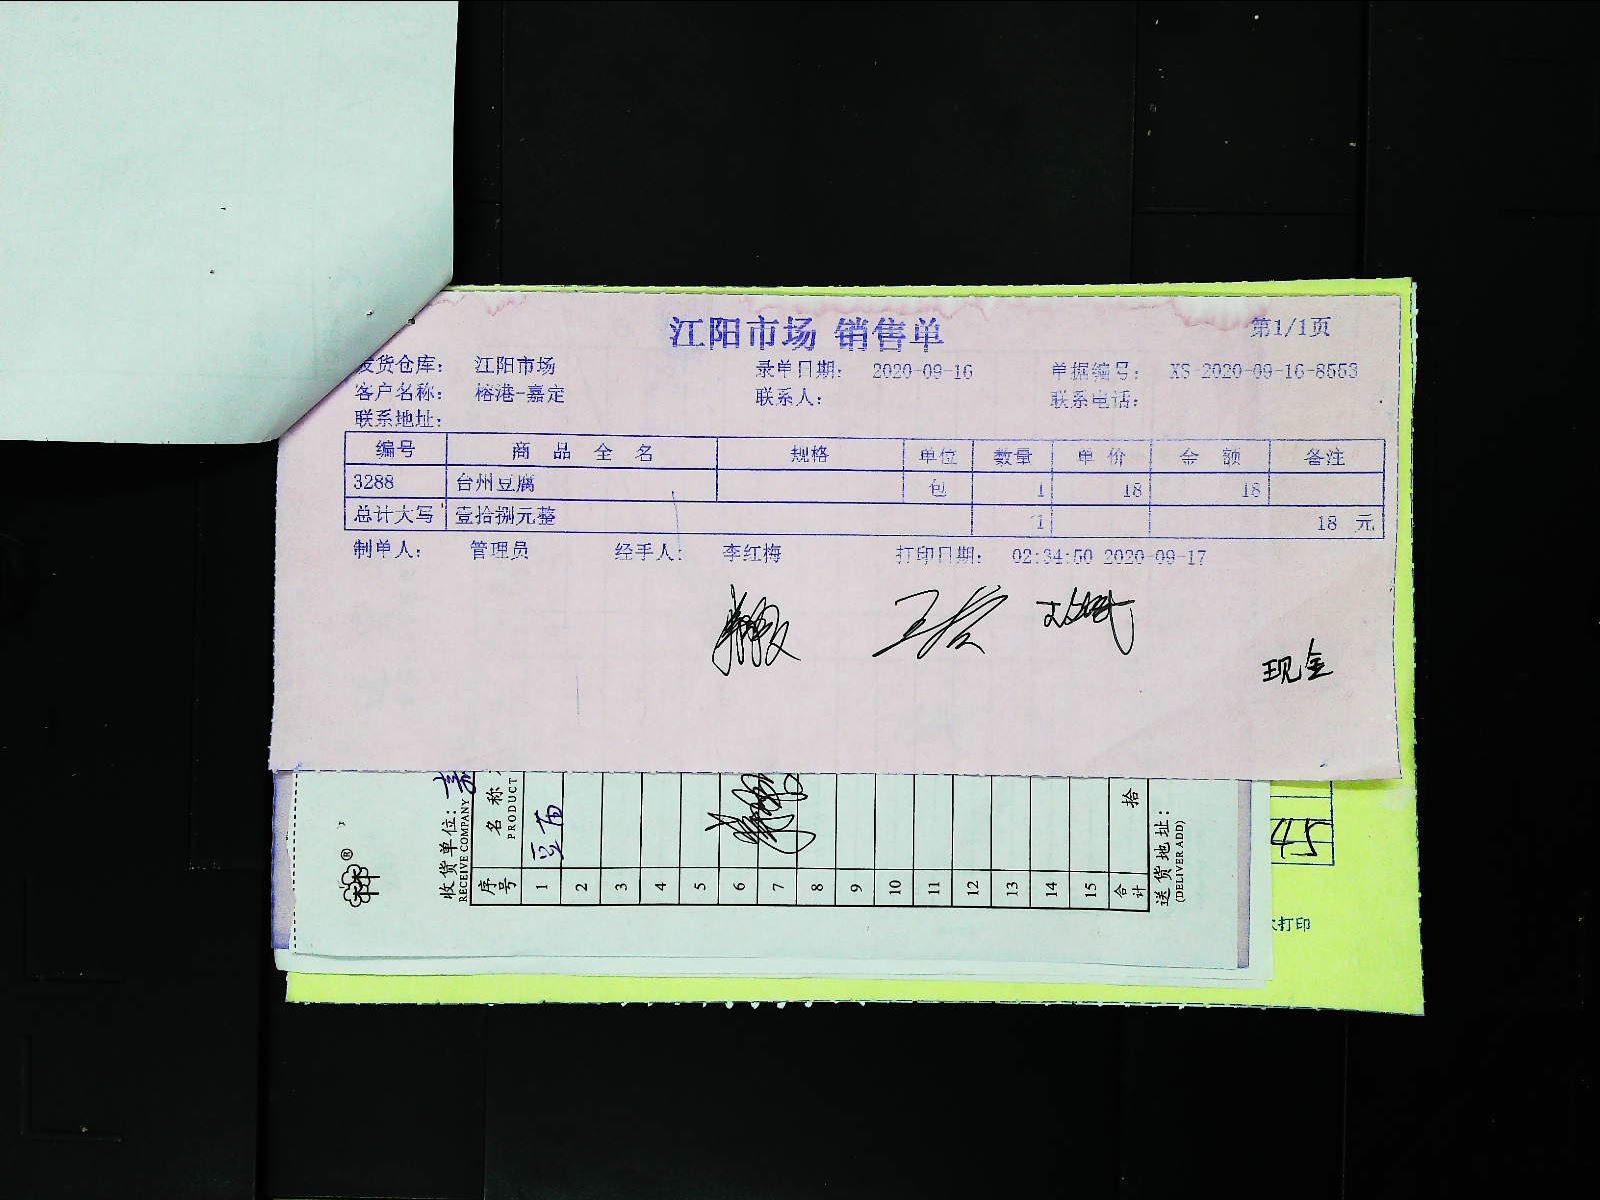 江阳市场 销售单
第1/1页
发货仓库： 江阳市场 录单日期： 2020-09-16 单据编号： XS-2020-09-16-8553
客户名称： 榕港-嘉定 联系人： 联系电话：
联系地址：
编号 商品全名 规格 单位 数量 单价 金额 备注
3288 台州豆腐 包 1 18 18
总计大写 壹拾捌元整 1 18 元
制单人： 管理员 经手人： 李红梅 打印日期： 02:34:50 2020-09-17
现金
收货单位：
RECEIVE COMPANY
序号 名称
PRODUCT
1
2
3
4
5
6
7
8
9
10
11
12
13
14
15
合计 拾
送货地址：
(DELIVER ADD)
45
打印